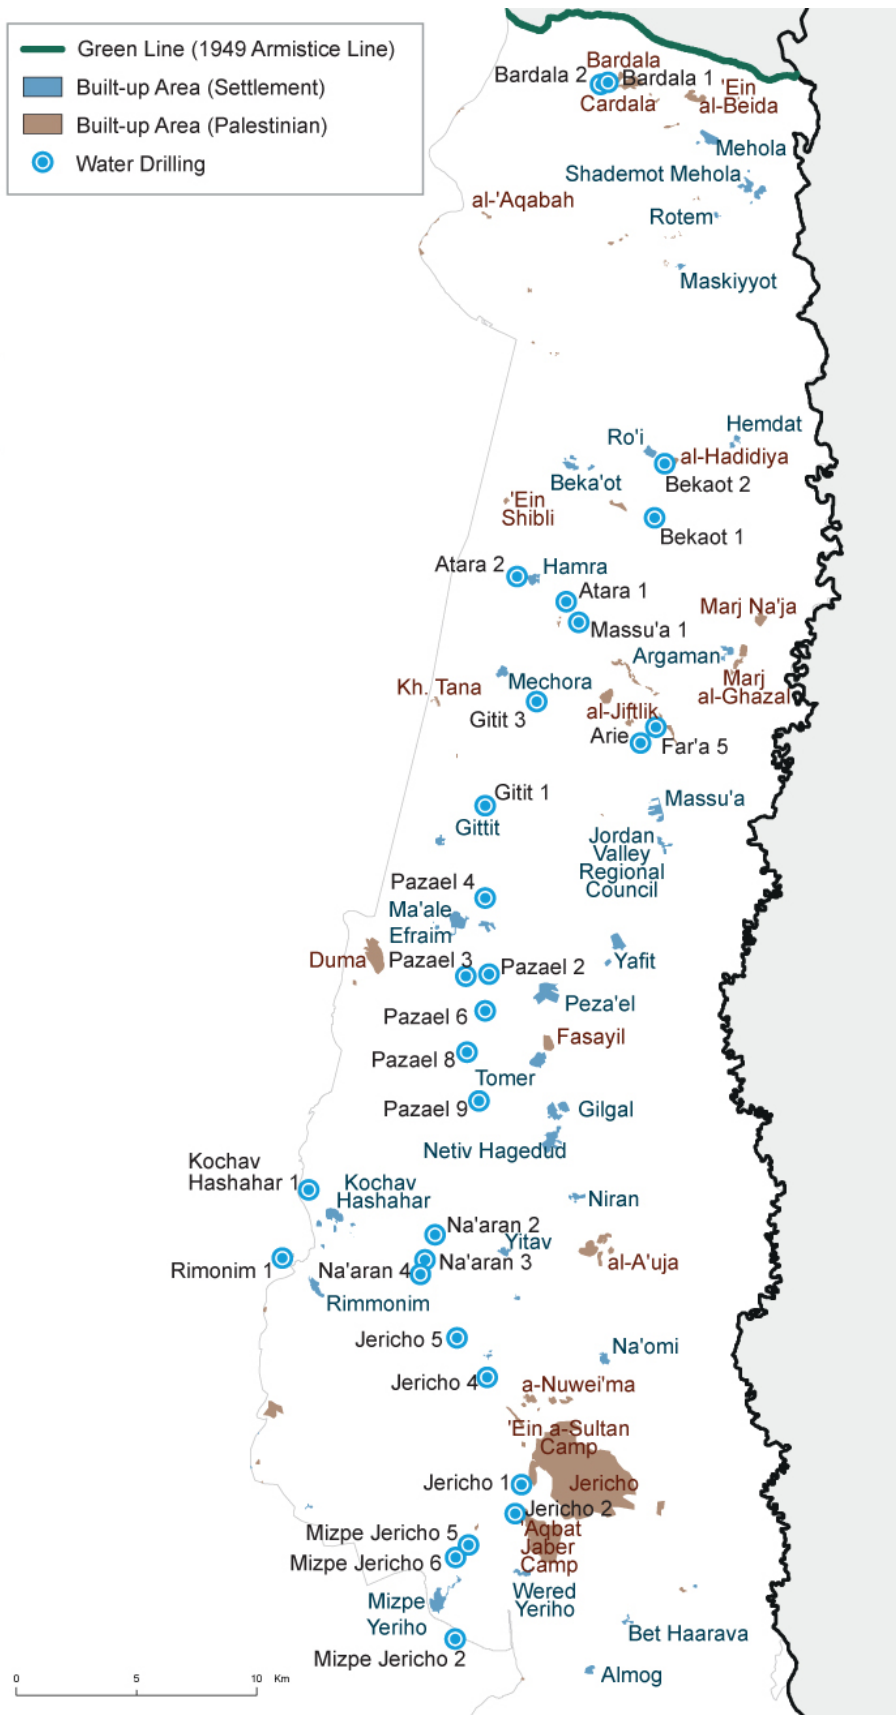 Green Line (1949 Armistice Line)
Built-up Area (Settlement)
Built-up Area (Palestinian)
Water Drilling
Bardala
Bardala 2
Bardala 1
Cardala
'Ein
al-Beida
Mehola
Shademot Mehola
al-'Aqabah
Rotem
Maskiyyot
Hemdat
Ro'i
al-Hadidiya
Beka'ot
Bekaot 2
'Ein
Shibli
Bekaot 1
Atara 2
Hamra
Atara 1
Marj Na'ja
Massu'a 1
Argaman
Marj
al-Ghazal
Mechora
Kh. Tana
Gitit 3
al-Jiftlik
Arie
Far'a 5
Gitit 1
Massu'a
Gittit
Jordan
Valley
Regional
Council
Pazael 4
Ma'ale
Efraim
Duma
Pazael 3
Pazael 2
Yafit
Peza'el
Pazael 6
Fasayil
Pazael 8
Tomer
Pazael 9
Gilgal
Netiv Hagedud
Kochav
Hashahar 1
Kochav
Hashahar
Niran
Na'aran 2
Yitav
Na'aran 3
al-A'uja
Rimonim 1
Na'aran 4
Rimmonim
Jericho 5
Na'omi
Jericho 4
a-Nuwei'ma
'Ein a-Sultan
Camp
Jericho 1
Jericho
Jericho 2
'Aqbat
Jaber
Camp
Mizpe Jericho 5
Mizpe Jericho 6
Wered
Yeriho
Mizpe
Yeriho
Bet Haarava
Mizpe Jericho 2
Almog
0 5 10 Km